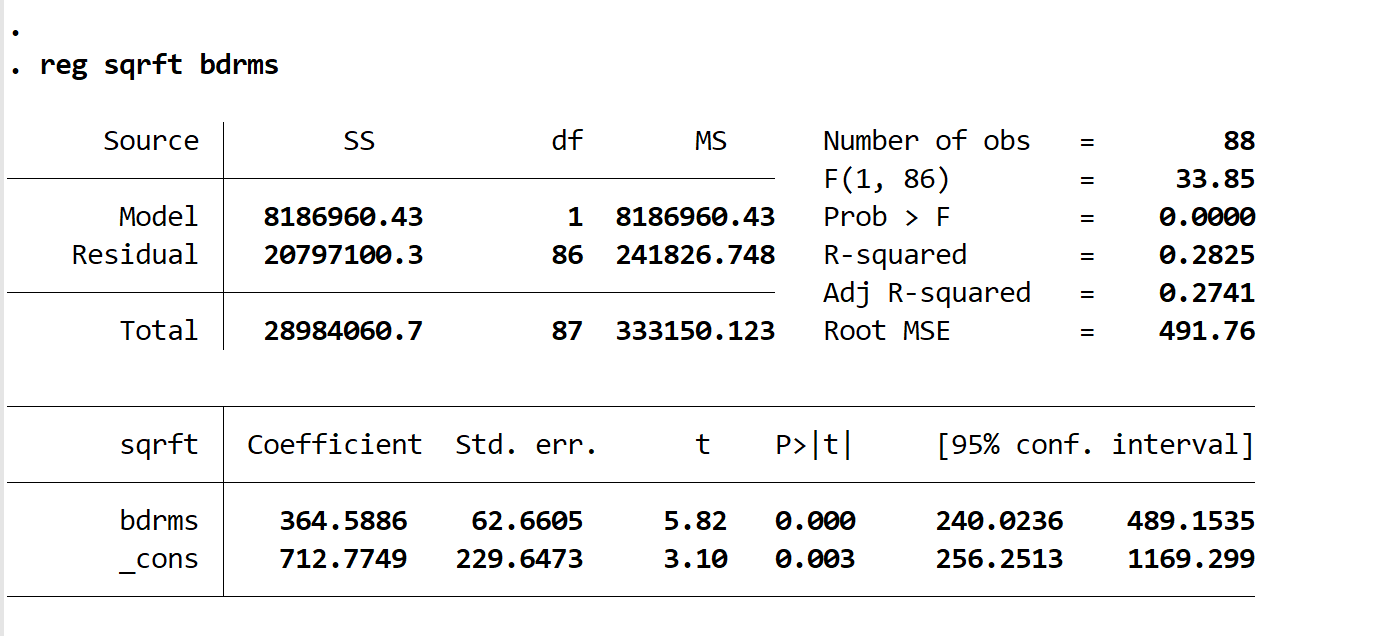 .
. reg sqrft bdrms
Source SS df MS Number of obs = 88
F(1, 86) = 33.85
Model 8186960.43 1 8186960.43 Prob > F = 0.0000
Residual 20797100.3 86 241826.748 R-squared = 0.2825
Adj R-squared = 0.2741
Total 28984060.7 87 333150.123 Root MSE = 491.76
sqrft Coefficient Std. err. t P>|t| [95% conf. interval]
bdrms 364.5886 62.6605 5.82 0.000 240.0236 489.1535
_cons 712.7749 229.6473 3.10 0.003 256.2513 1169.299